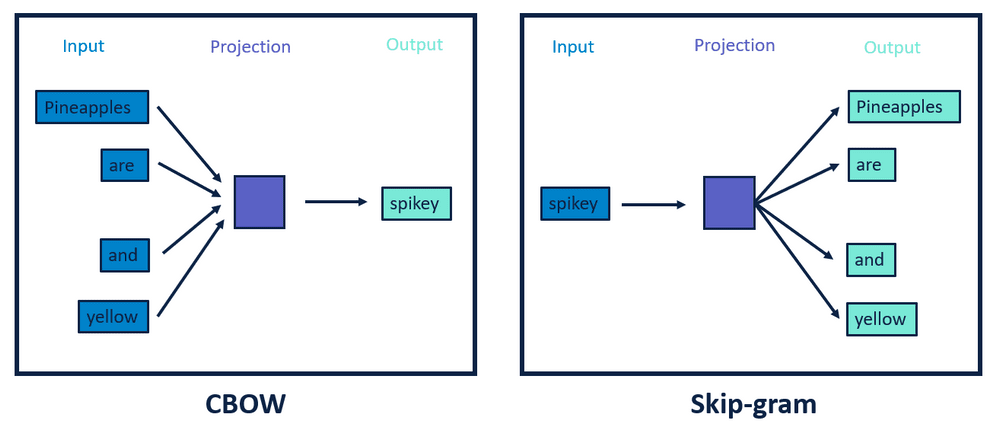 Input
Projection
Output
Pineapples
are
and
yellow
spikey
CBOW
Input
Projection
Output
spikey
Pineapples
are
and
yellow
Skip-gram